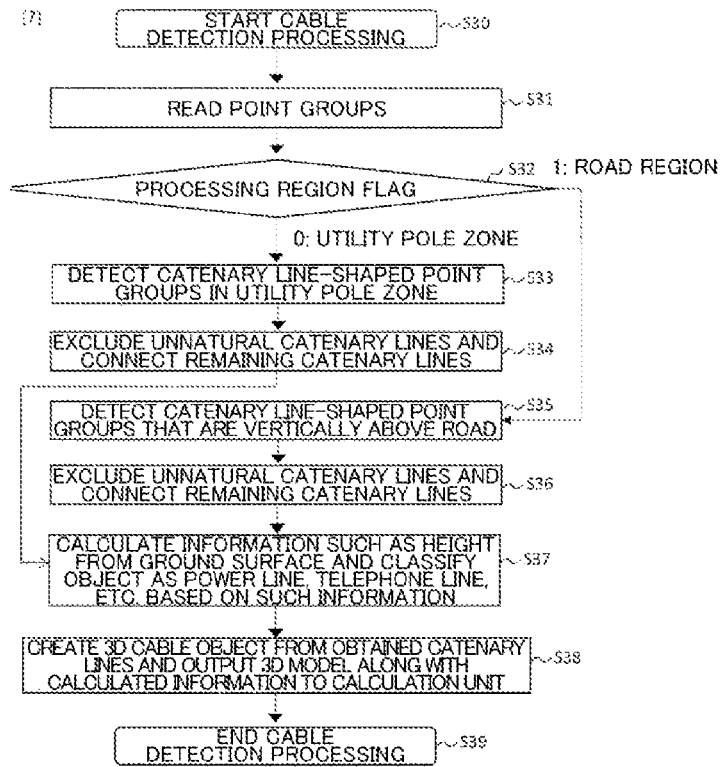 [7]
START CABLE
DETECTION PROCESSING
S30
READ POINT GROUPS
S31
PROCESSING REGION FLAG
S32
1: ROAD REGION
0: UTILITY POLE ZONE
DETECT CATENARY LINE-SHAPED POINT
GROUPS IN UTILITY POLE ZONE
S33
EXCLUDE UNNATURAL CATENARY LINES AND
CONNECT REMAINING CATENARY LINES
S34
DETECT CATENARY LINE-SHAPED POINT
GROUPS THAT ARE VERTICALLY ABOVE ROAD
S35
EXCLUDE UNNATURAL CATENARY LINES AND
CONNECT REMAINING CATENARY LINES
S36
CALCULATE INFORMATION SUCH AS HEIGHT
FROM GROUND SURFACE AND CLASSIFY
OBJECT AS POWER LINE, TELEPHONE LINE,
ETC. BASED ON SUCH INFORMATION
S37
CREATE 3D CABLE OBJECT FROM OBTAINED CATENARY
LINES AND OUTPUT 3D MODEL ALONG WITH
CALCULATED INFORMATION TO CALCULATION UNIT
S38
END CABLE
DETECTION PROCESSING
S39